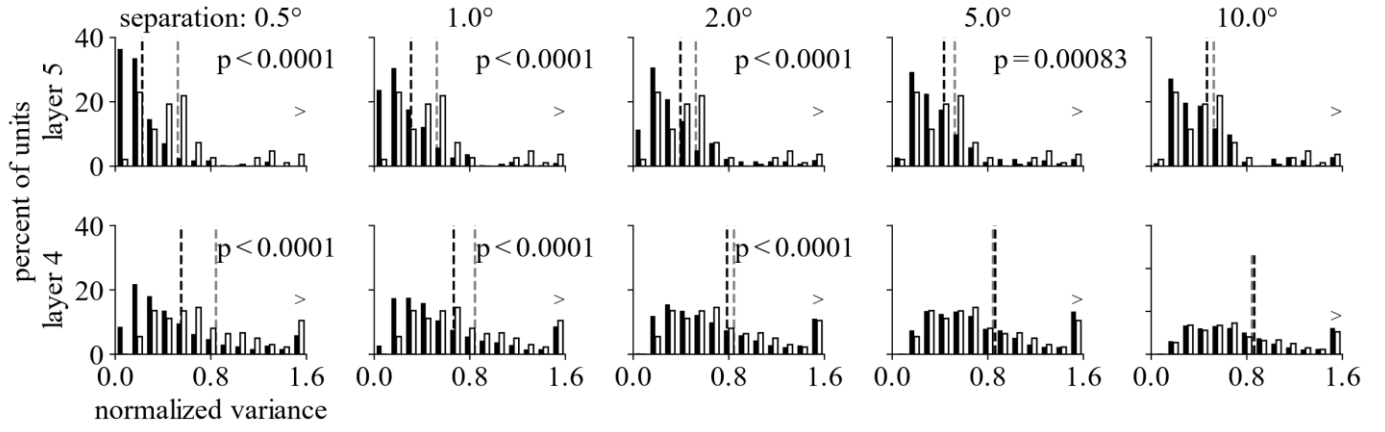 separation: 0.5° 1.0° 2.0° 5.0° 10.0°
40 p < 0.0001 p < 0.0001 p < 0.0001 p = 0.00083
20 > > > > >
0
percent of units
layer 5
40 p < 0.0001 p < 0.0001 p < 0.0001
20 > > > > >
0
layer 4
0.0 0.8 1.6 0.0 0.8 1.6 0.0 0.8 1.6 0.0 0.8 1.6 0.0 0.8 1.6
normalized variance